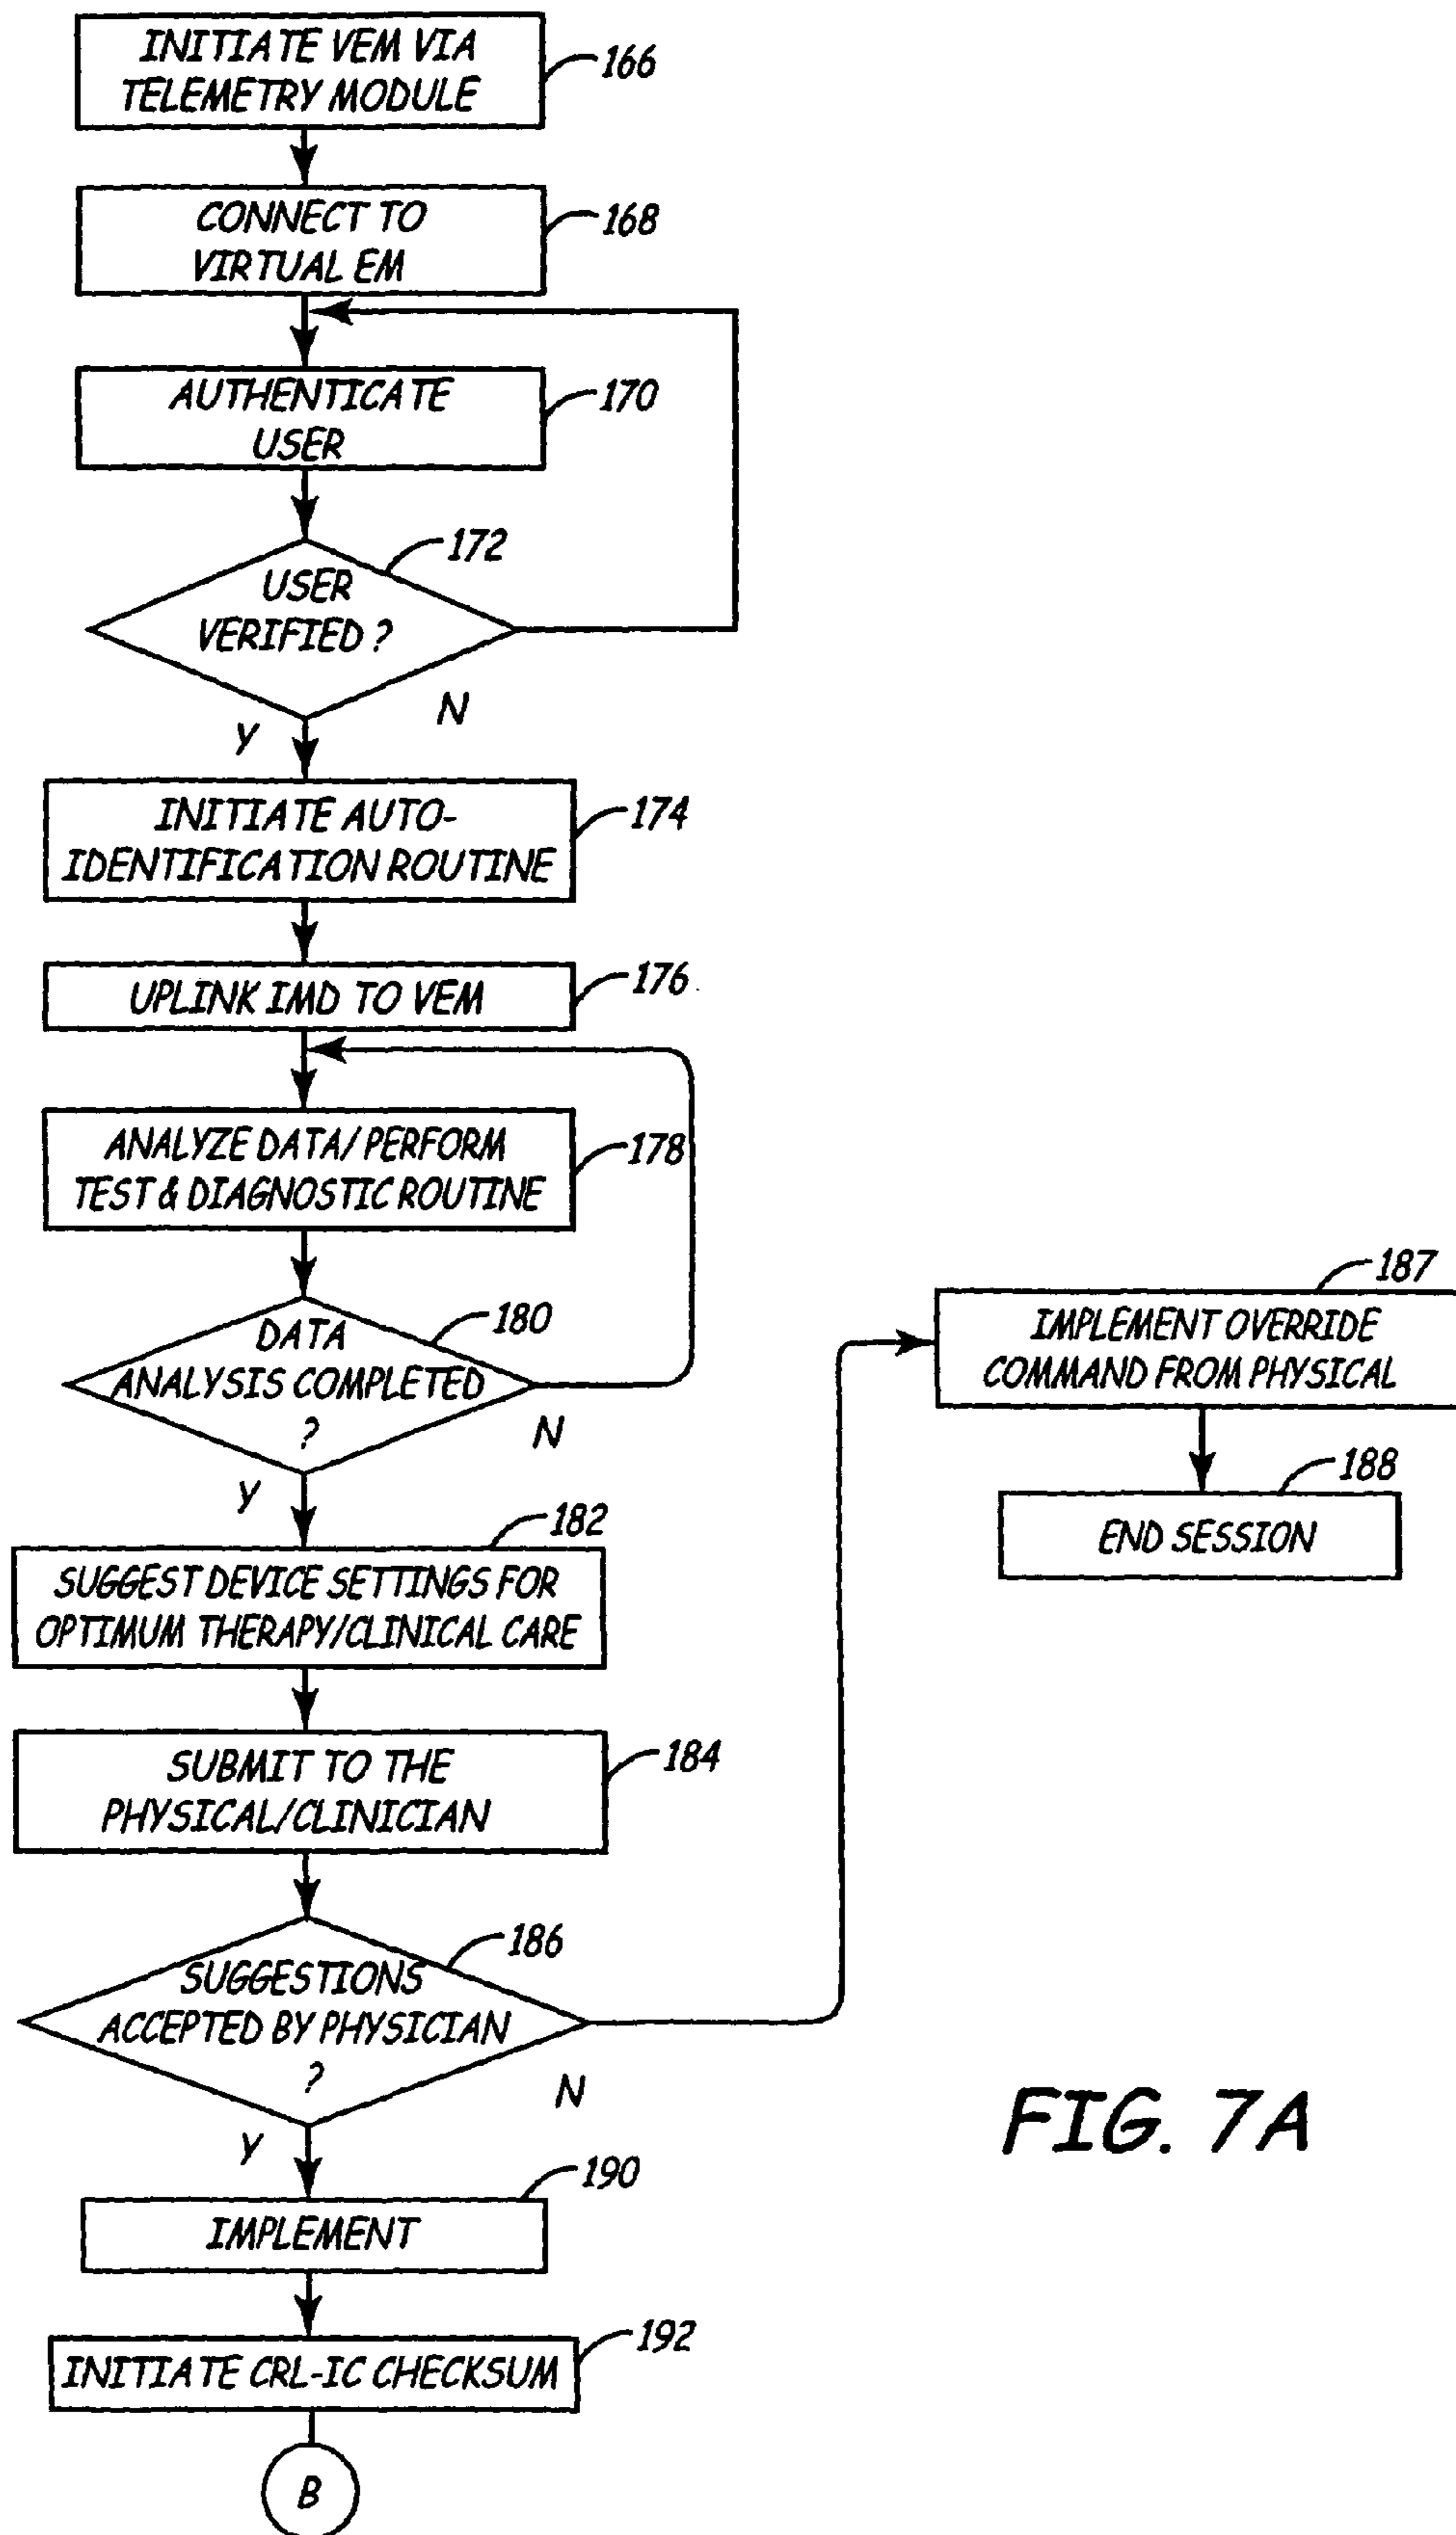 INITIATE VEM VIA
TELEMETRY MODULE
166
CONNECT TO
VIRTUAL EM
168
AUTHENTICATE
USER
170
172
USER
VERIFIED ?
N
Y
INITIATE AUTO-
IDENTIFICATION ROUTINE
174
UPLINK IMD TO VEM
176
ANALYZE DATA/PERFORM
TEST & DIAGNOSTIC ROUTINE
178
180
DATA
ANALYSIS COMPLETED
?
N
Y
182
SUGGEST DEVICE SETTINGS FOR
OPTIMUM THERAPY/CLINICAL CARE
SUBMIT TO THE
PHYSICAL/CLINICIAN
184
186
SUGGESTIONS
ACCEPTED BY PHYSICIAN
?
N
Y
187
IMPLEMENT OVERRIDE
COMMAND FROM PHYSICAL
188
END SESSION
190
IMPLEMENT
192
INITIATE CRL-IC CHECKSUM
B
FIG. 7A